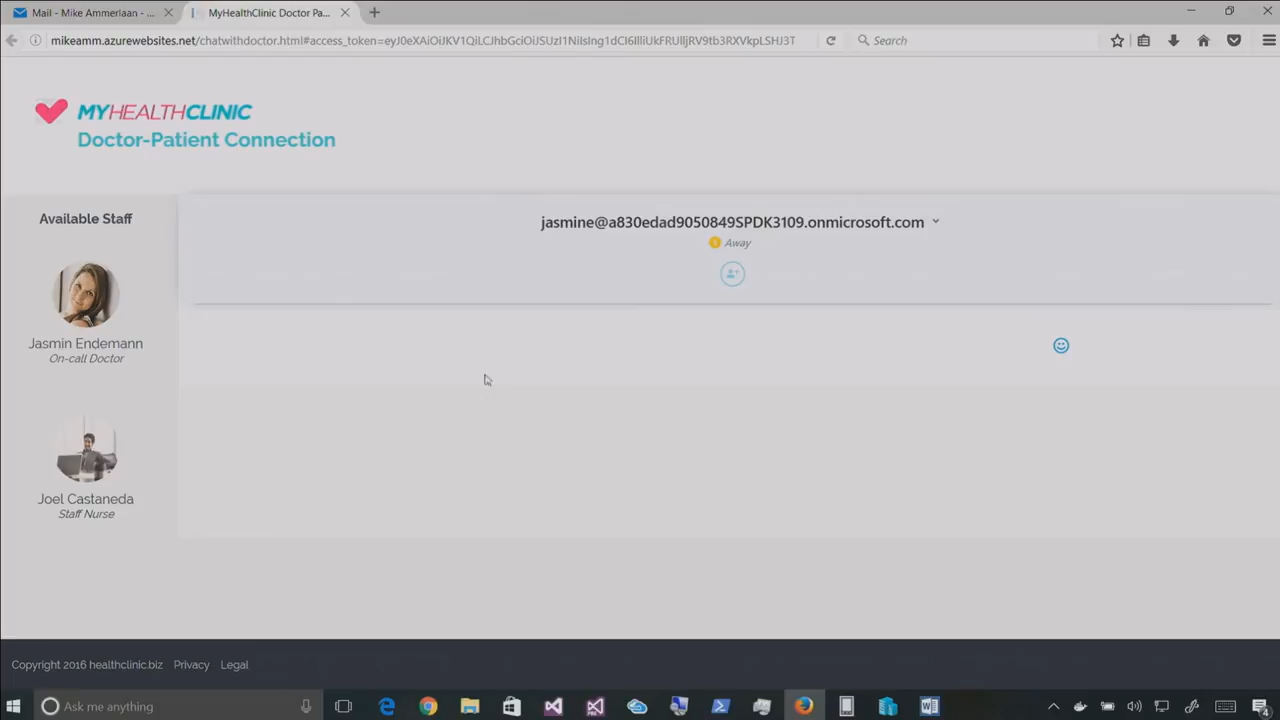 Mail - Mike Ammerlaan - ...
MyHealthClinic Doctor Pa...
mikeamm.azurewebsites.net/chatwithdoctor.html#access_token=eyJ0eXAiOiJKV1QiLCJhbGciOiJSUzI1NiIsIng1dCI6IlliUkFRUlljRV9tb3RXVkpLSHJ3T
Search
MYHEALTHCLINIC
Doctor-Patient Connection
Available Staff
jasmine@a830edad9050849SPDK3109.onmicrosoft.com
Away
Jasmin Endemann
On-call Doctor
Joel Castaneda
Staff Nurse
Copyright 2016 healthclinic.biz Privacy Legal
Ask me anything